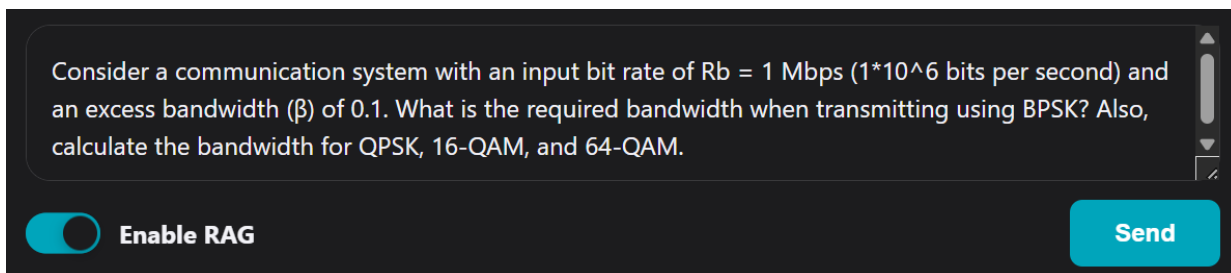 Consider a communication system with an input bit rate of Rb = 1 Mbps (1*10^6 bits per second) and
an excess bandwidth (β) of 0.1. What is the required bandwidth when transmitting using BPSK? Also,
calculate the bandwidth for QPSK, 16-QAM, and 64-QAM.
Enable RAG
Send